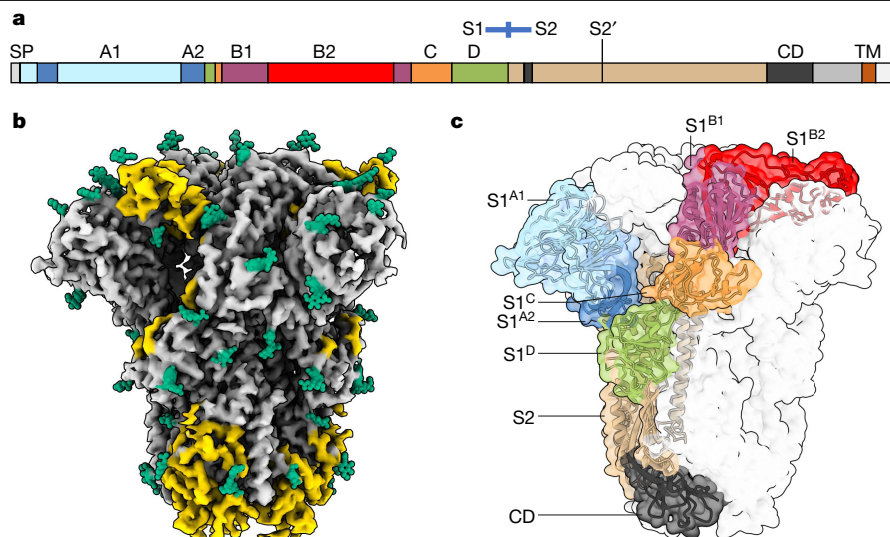 a
S1 S2 S2′
SP A1 A2 B1 B2 C D CD TM
b
c
S1B1
S1B2
S1A1
S1C
S1A2
S1D
S2
CD